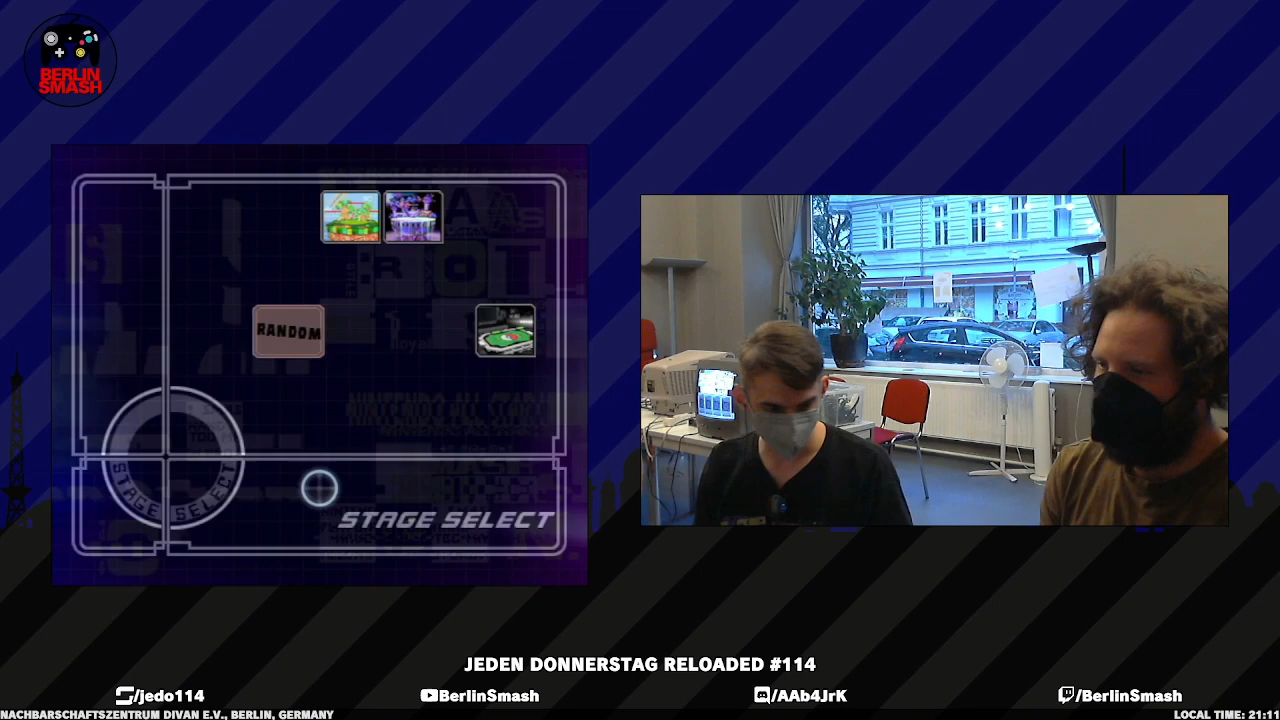 BERLIN
SMASH
RANDOM
STAGE SELECT
STAGE SELECT
JEDEN DONNERSTAG RELOADED #114
/jedo114
BerlinSmash
/AAb4JrK
/BerlinSmash
NACHBARSCHAFTSZENTRUM DIVAN E.V., BERLIN, GERMANY
LOCAL TIME: 21:11